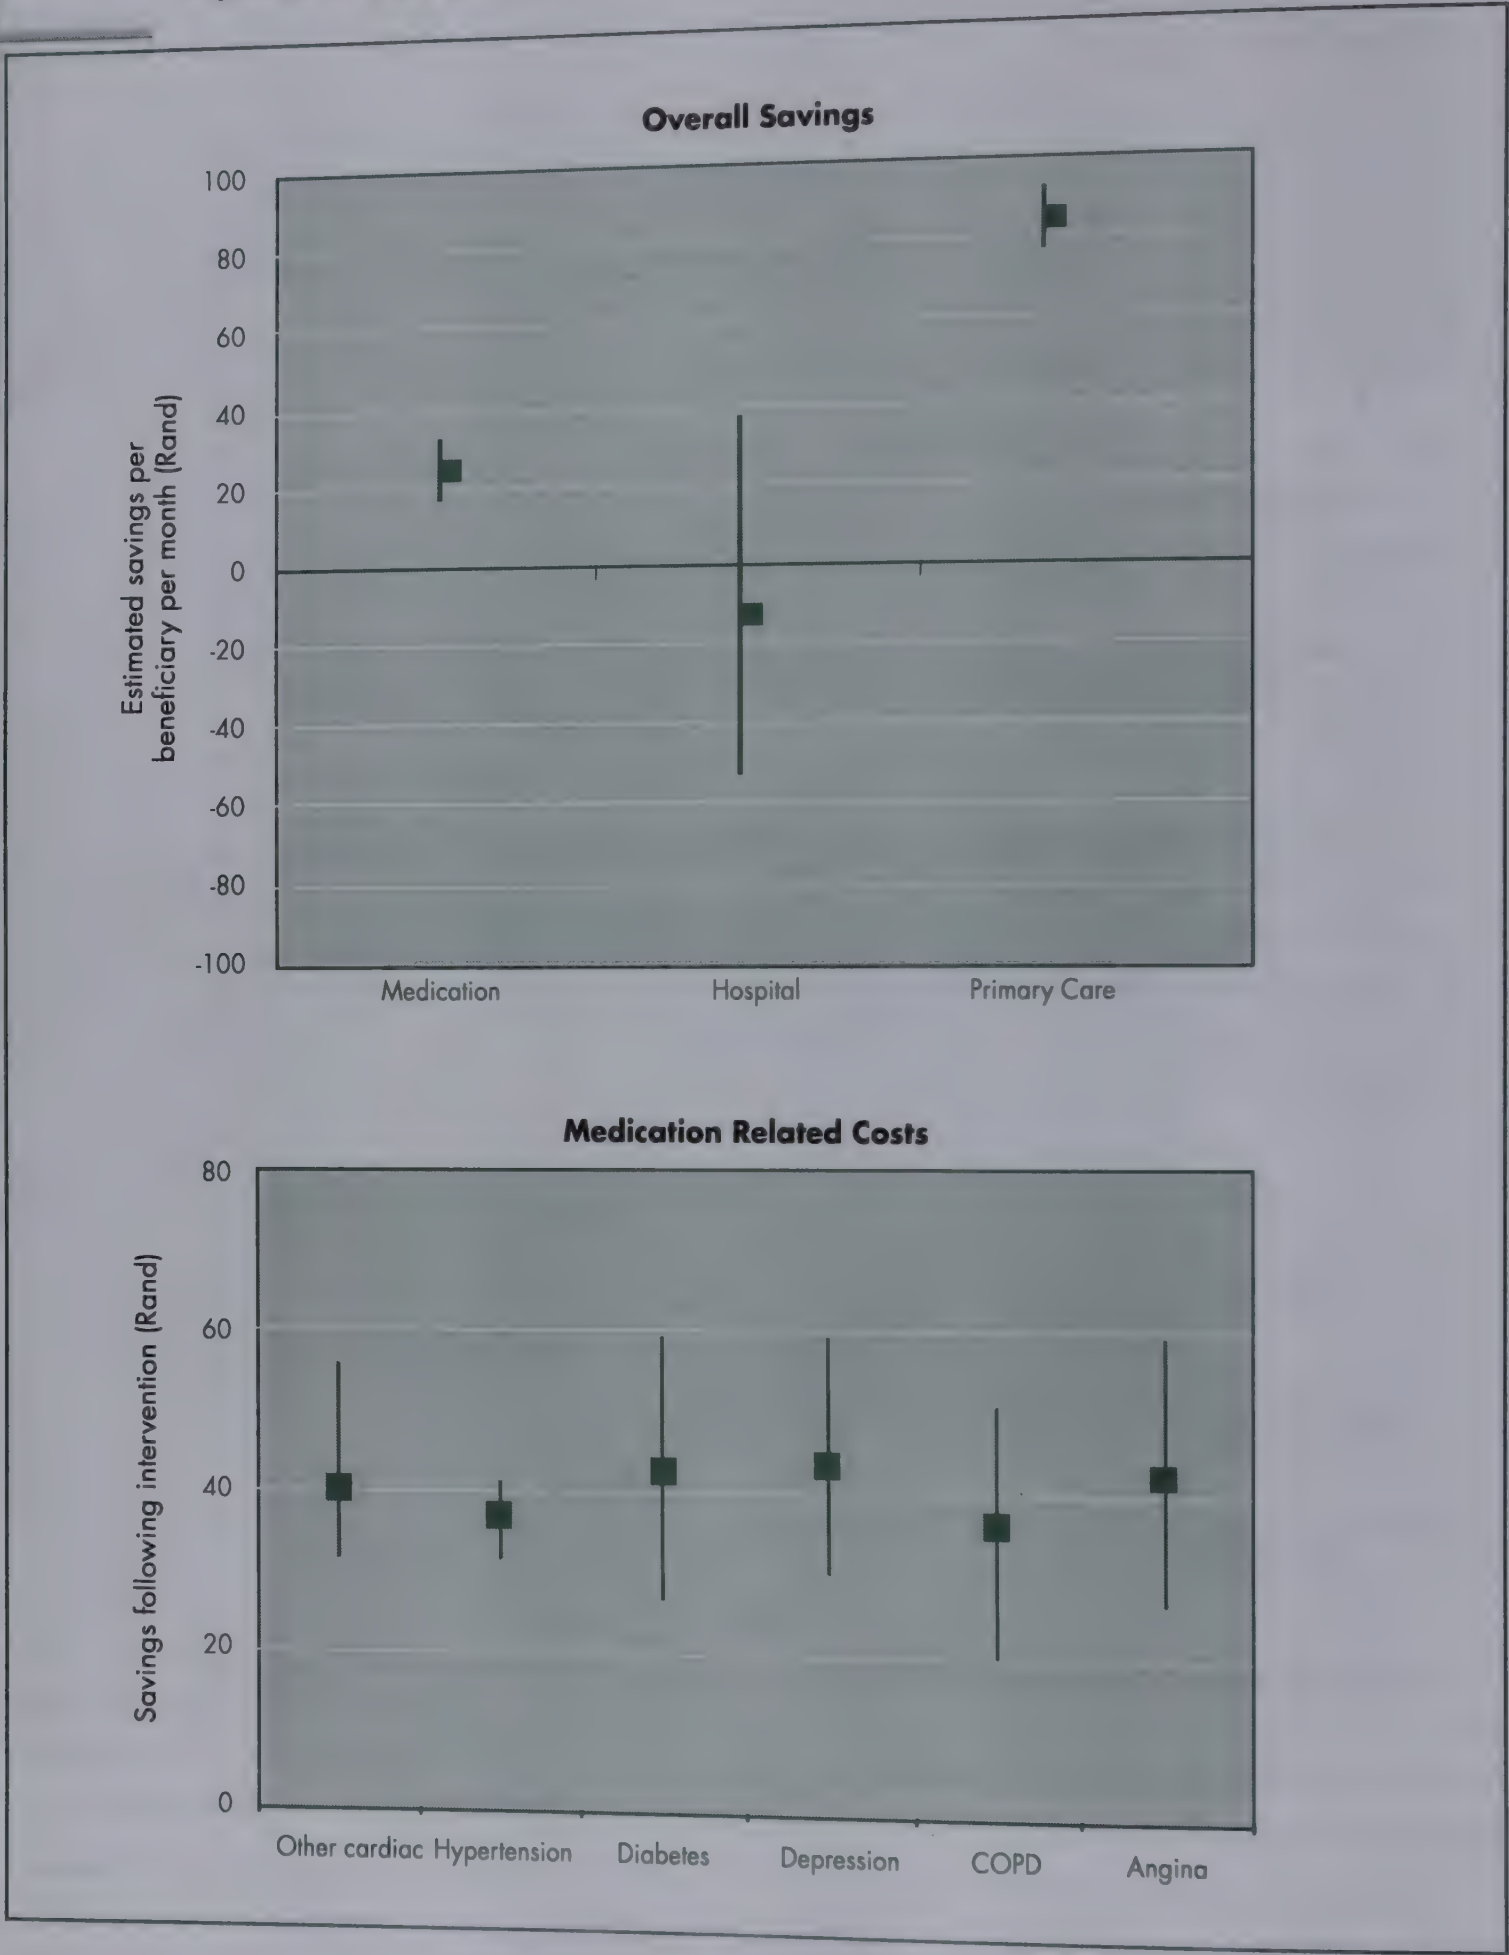 Overall Savings
100
80
60
40
20
0
-20
-40
-60
-80
-100
Estimated savings per
beneficiary per month (Rand)
Medication Hospital Primary Care
Medication Related Costs
80
60
40
20
0
Savings following intervention (Rand)
Other cardiac Hypertension Diabetes Depression COPD Angina